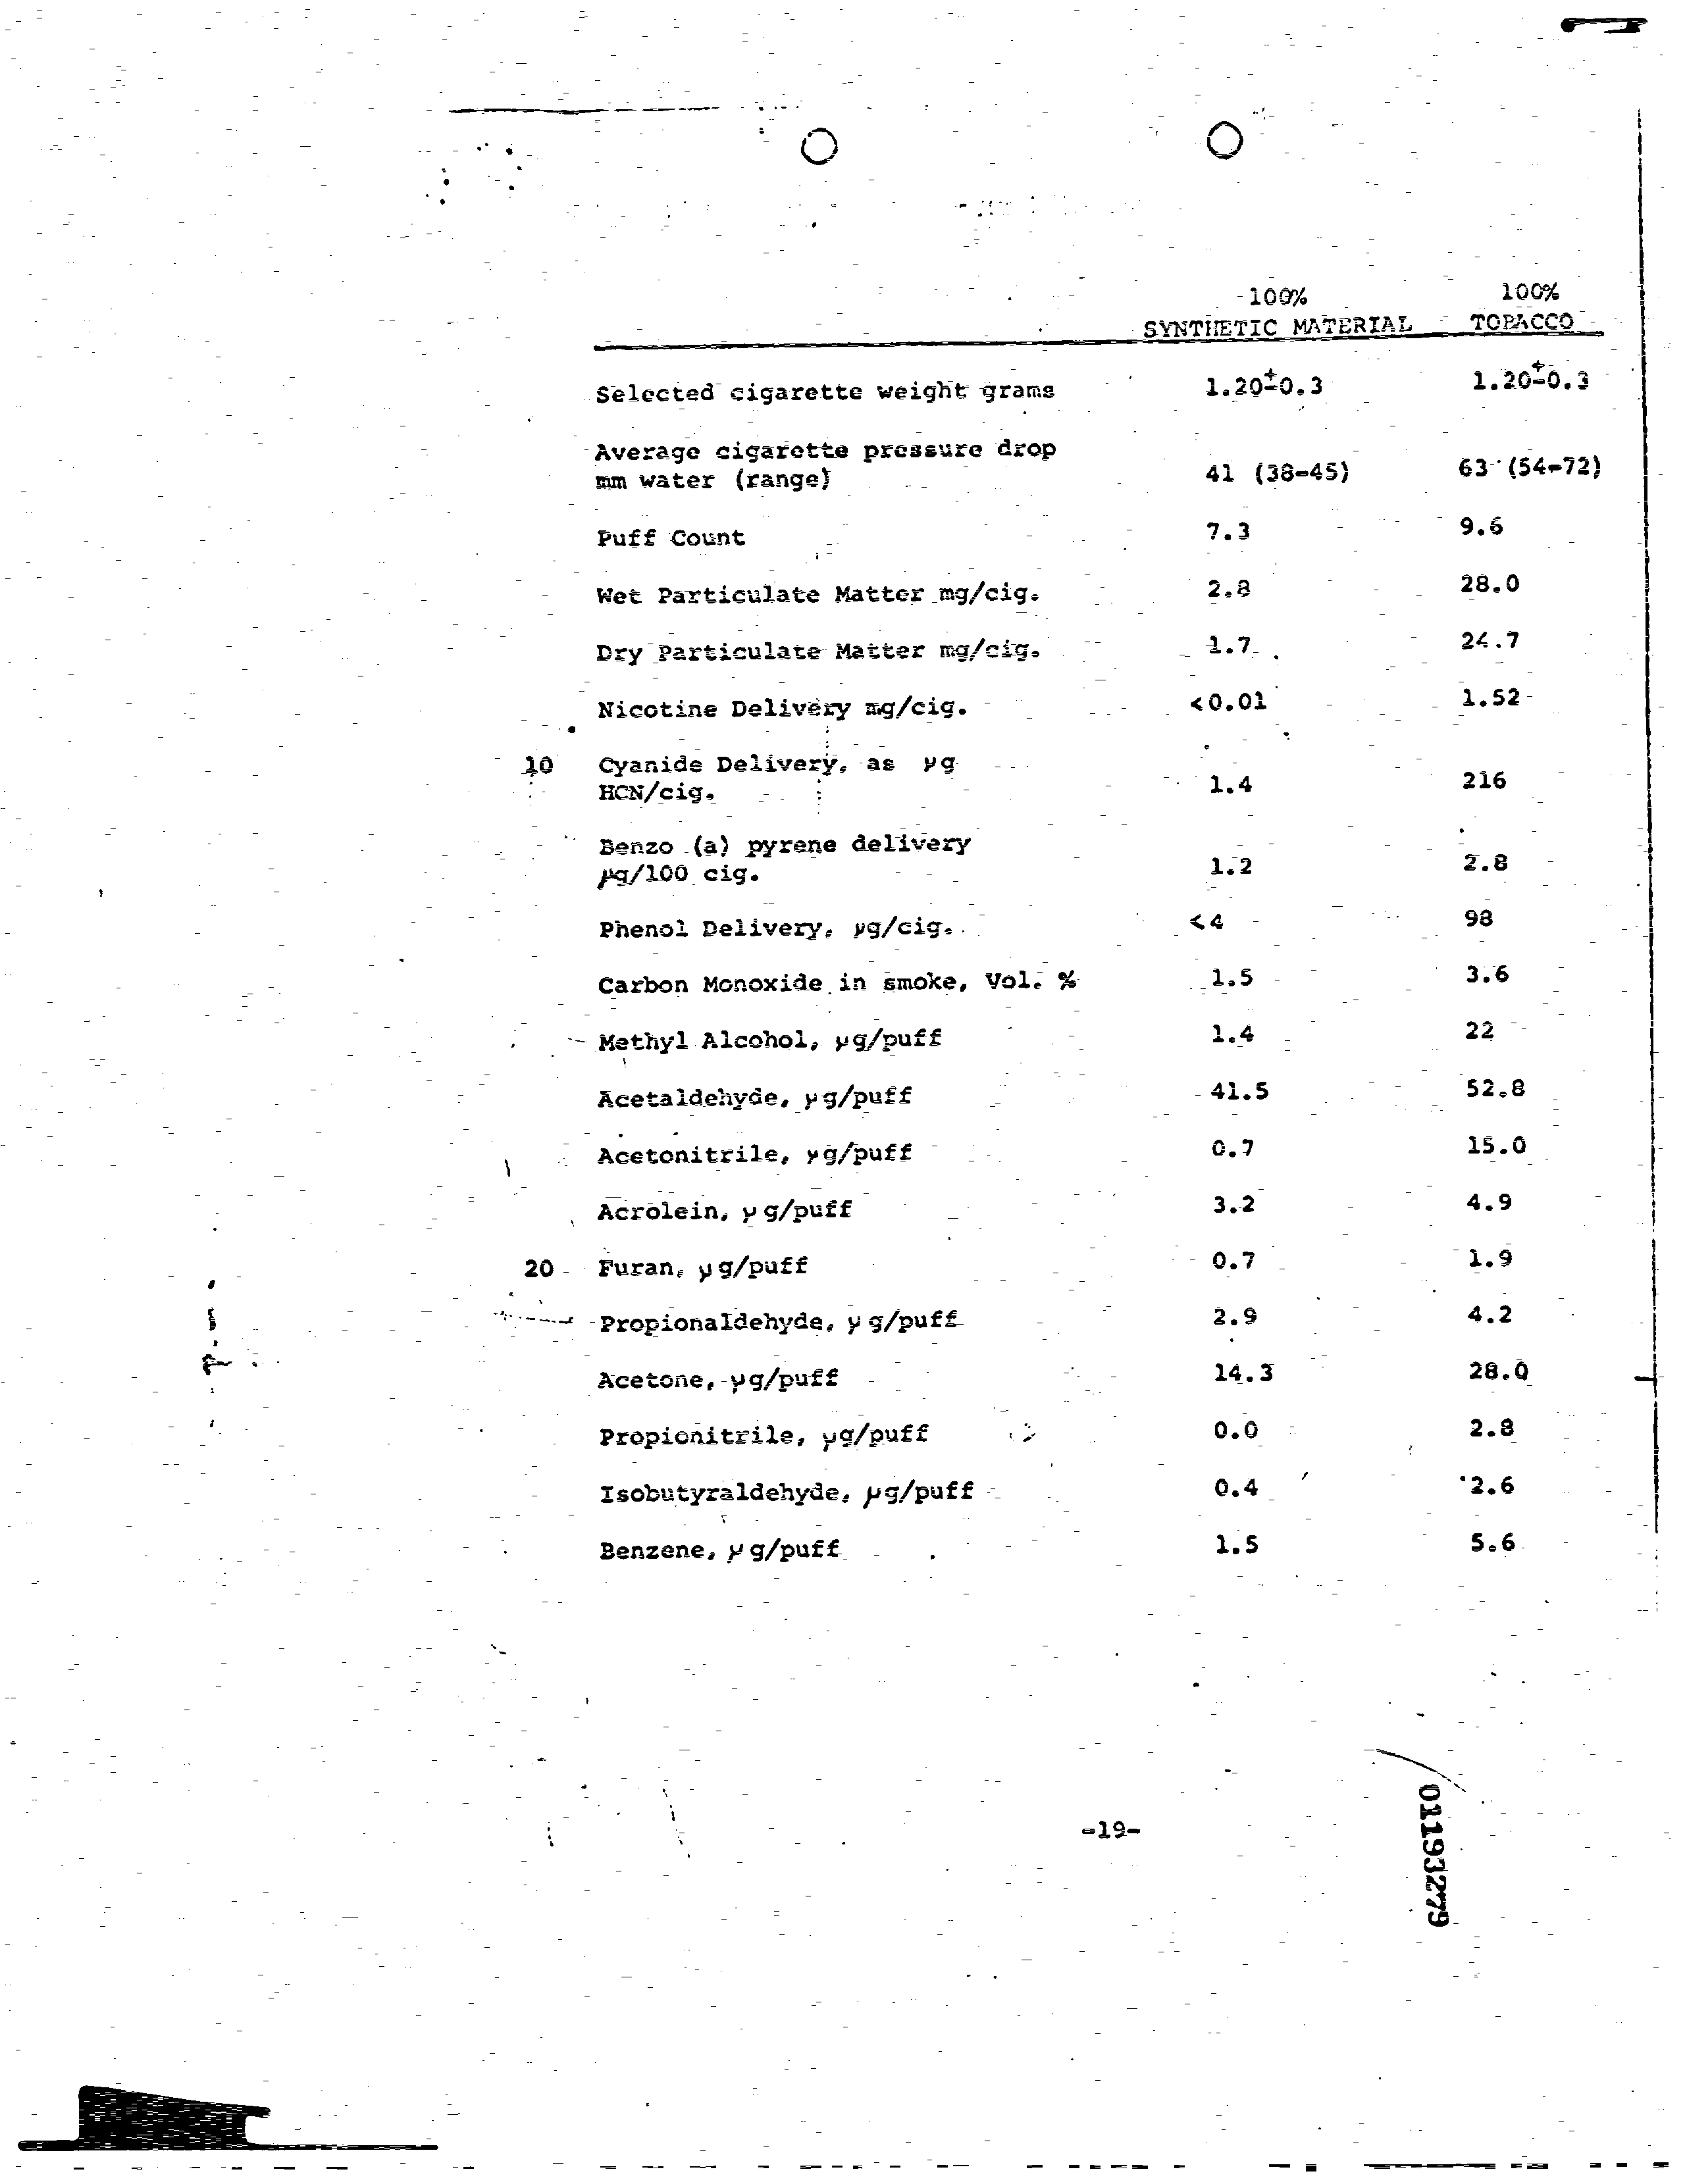 100% 100%
SYNTHETIC MATERIAL TOBACCO
Selected cigarette weight grams 1.20±0.3 1.20±0.3
Average cigarette pressure drop
mm water (range) 41 (38-45) 63 (54-72)
Puff Count 7.3 9.6
Wet Particulate Matter mg/cig. 2.8 28.0
Dry Particulate Matter mg/cig. 1.7 24.7
Nicotine Delivery mg/cig. <0.01 1.52
10 Cyanide Delivery, as μg
HCN/cig. 1.4 216
Benzo (a) pyrene delivery
μg/100 cig. 1.2 2.8
Phenol Delivery, μg/cig. <4 98
Carbon Monoxide in smoke, Vol. % 1.5 3.6
Methyl Alcohol, μg/puff 1.4 22
Acetaldehyde, μg/puff 41.5 52.8
Acetonitrile, μg/puff 0.7 15.0
Acrolein, μg/puff 3.2 4.9
20 Furan, μg/puff 0.7 1.9
Propionaldehyde, μg/puff 2.9 4.2
Acetone, μg/puff 14.3 28.0
Propionitrile, μg/puff 0.0 2.8
Isobutyraldehyde, μg/puff 0.4 2.6
Benzene, μg/puff 1.5 5.6
-19-
01193279